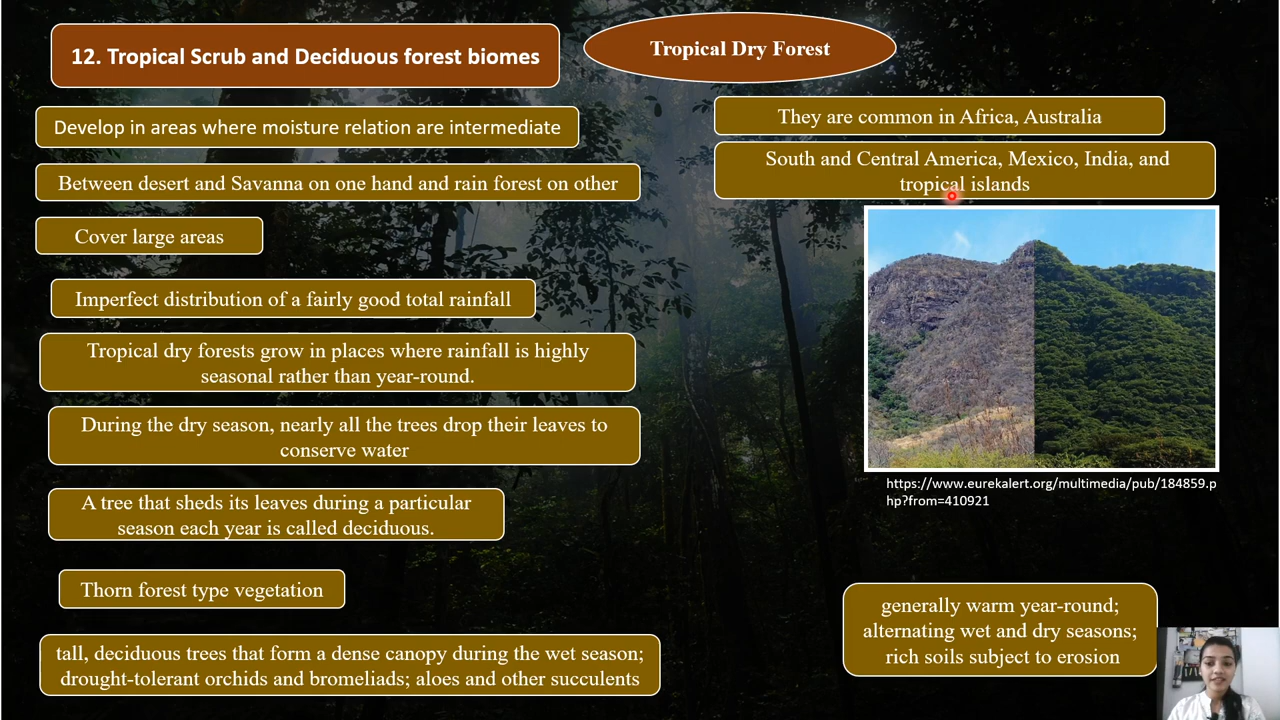 12. Tropical Scrub and Deciduous forest biomes
Tropical Dry Forest
Develop in areas where moisture relation are intermediate
Between desert and Savanna on one hand and rain forest on other
Cover large areas
Imperfect distribution of a fairly good total rainfall
Tropical dry forests grow in places where rainfall is highly
seasonal rather than year-round.
During the dry season, nearly all the trees drop their leaves to
conserve water
A tree that sheds its leaves during a particular
season each year is called deciduous.
Thorn forest type vegetation
tall, deciduous trees that form a dense canopy during the wet season;
drought-tolerant orchids and bromeliads; aloes and other succulents
They are common in Africa, Australia
South and Central America, Mexico, India, and
tropical islands
https://www.eurekalert.org/multimedia/pub/184859.p
hp?from=410921
generally warm year-round;
alternating wet and dry seasons;
rich soils subject to erosion